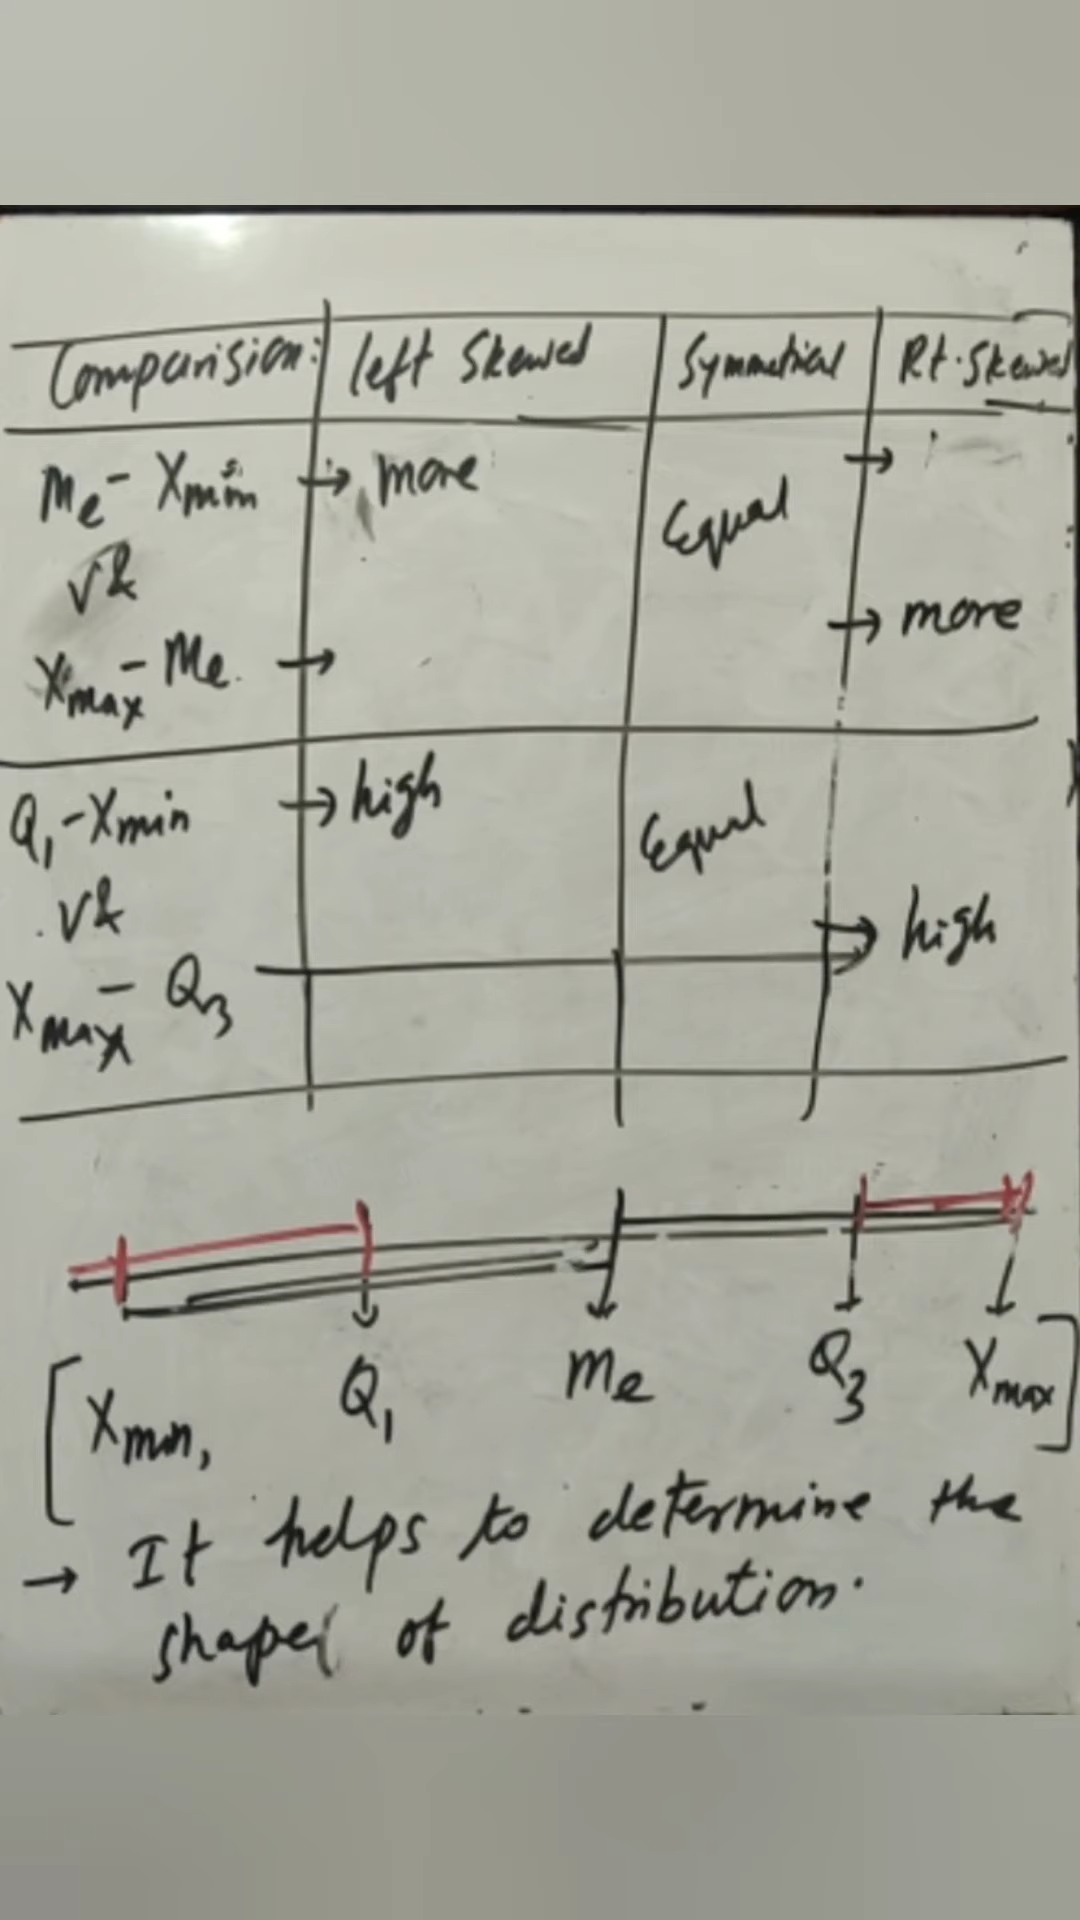 Comparision: left Skewed Symmetrical Rt. Skewed
Me - Xmin → more Equal →
V&
Xmax - Me. → → more
Q1 - Xmin → high Equal
V& → high
Xmax - Q3
Q1 Me Q3 Xmax]
[Xmin,
→ It helps to determine the
shape of distribution.